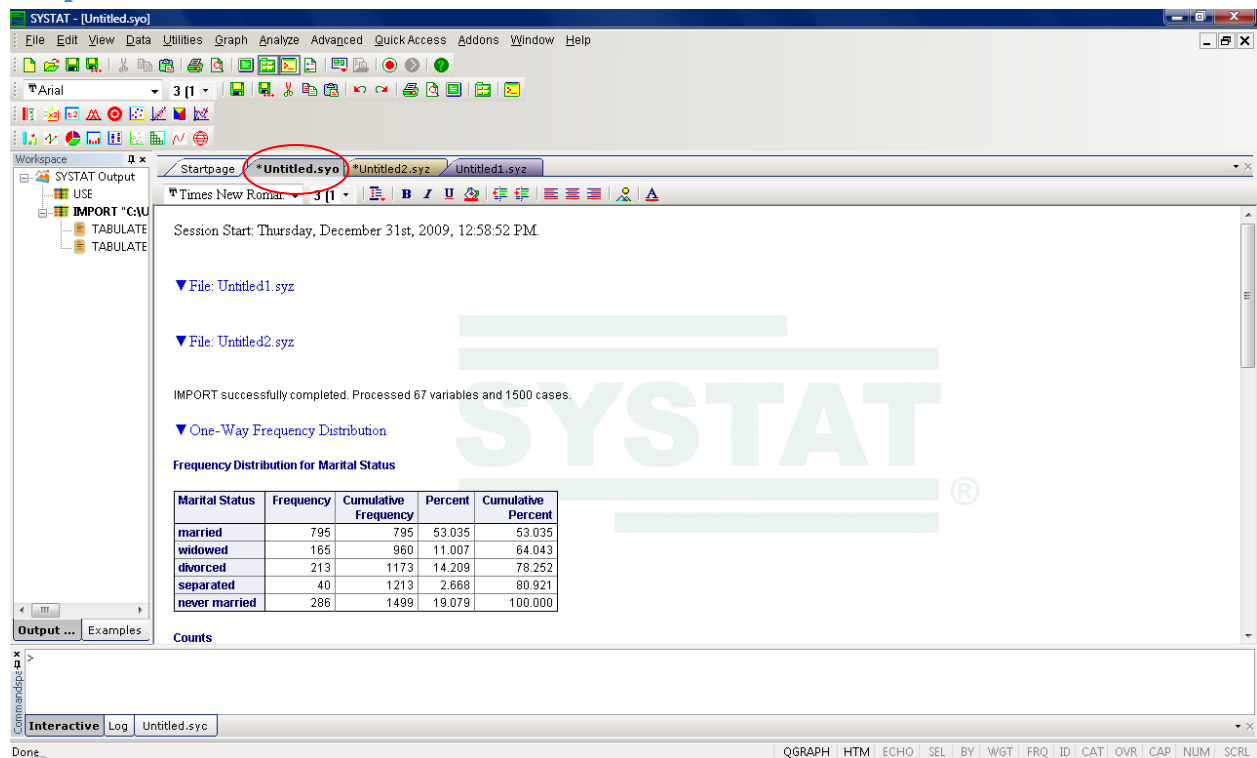 SYSTAT - [Untitled.syo]
File Edit View Data Utilities Graph Analyze Advanced QuickAccess Addons Window Help
Arial 3 (1
Workspace
SYSTAT Output
USE
IMPORT "C:\U
TABULATE
TABULATE
Output ... Examples
Startpage *Untitled.syo *Untitled2.syz Untitled1.syz
Times New Roman 3 (1 B I U A
Session Start: Thursday, December 31st, 2009, 12:58:52 PM.
▼File: Untitled1.syz
▼File: Untitled2.syz
IMPORT successfully completed. Processed 67 variables and 1500 cases.
▼One-Way Frequency Distribution
Frequency Distribution for Marital Status
Marital Status Frequency Cumulative Frequency Percent Cumulative Percent
married 795 795 53.035 53.035
widowed 165 960 11.007 64.043
divorced 213 1173 14.209 78.252
separated 40 1213 2.668 80.921
never married 286 1499 19.079 100.000
Counts
SYSTAT ®
>
Interactive Log Untitled.syc
Done
QGRAPH HTM ECHO SEL BY WGT FRQ ID CAT OVR CAP NUM SCRL